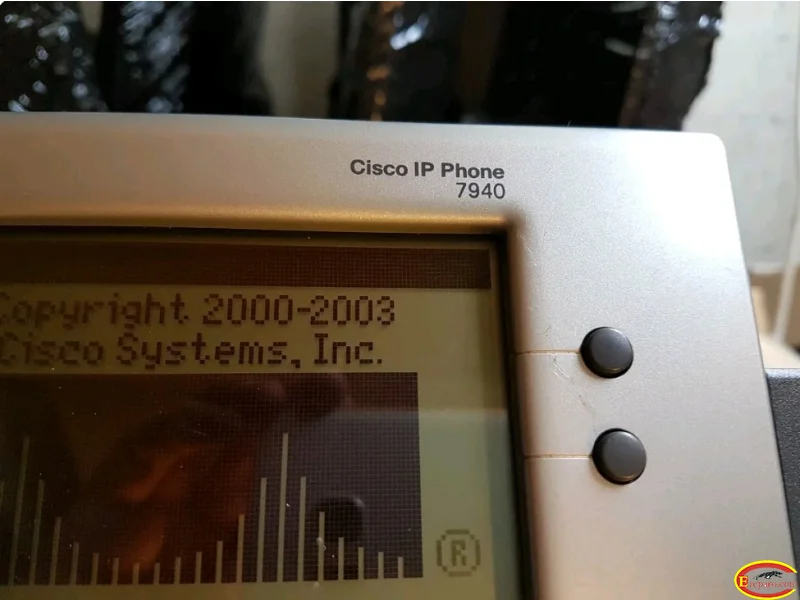 Cisco IP Phone
7940
Copyright 2000-2003
Cisco Systems, Inc.
®